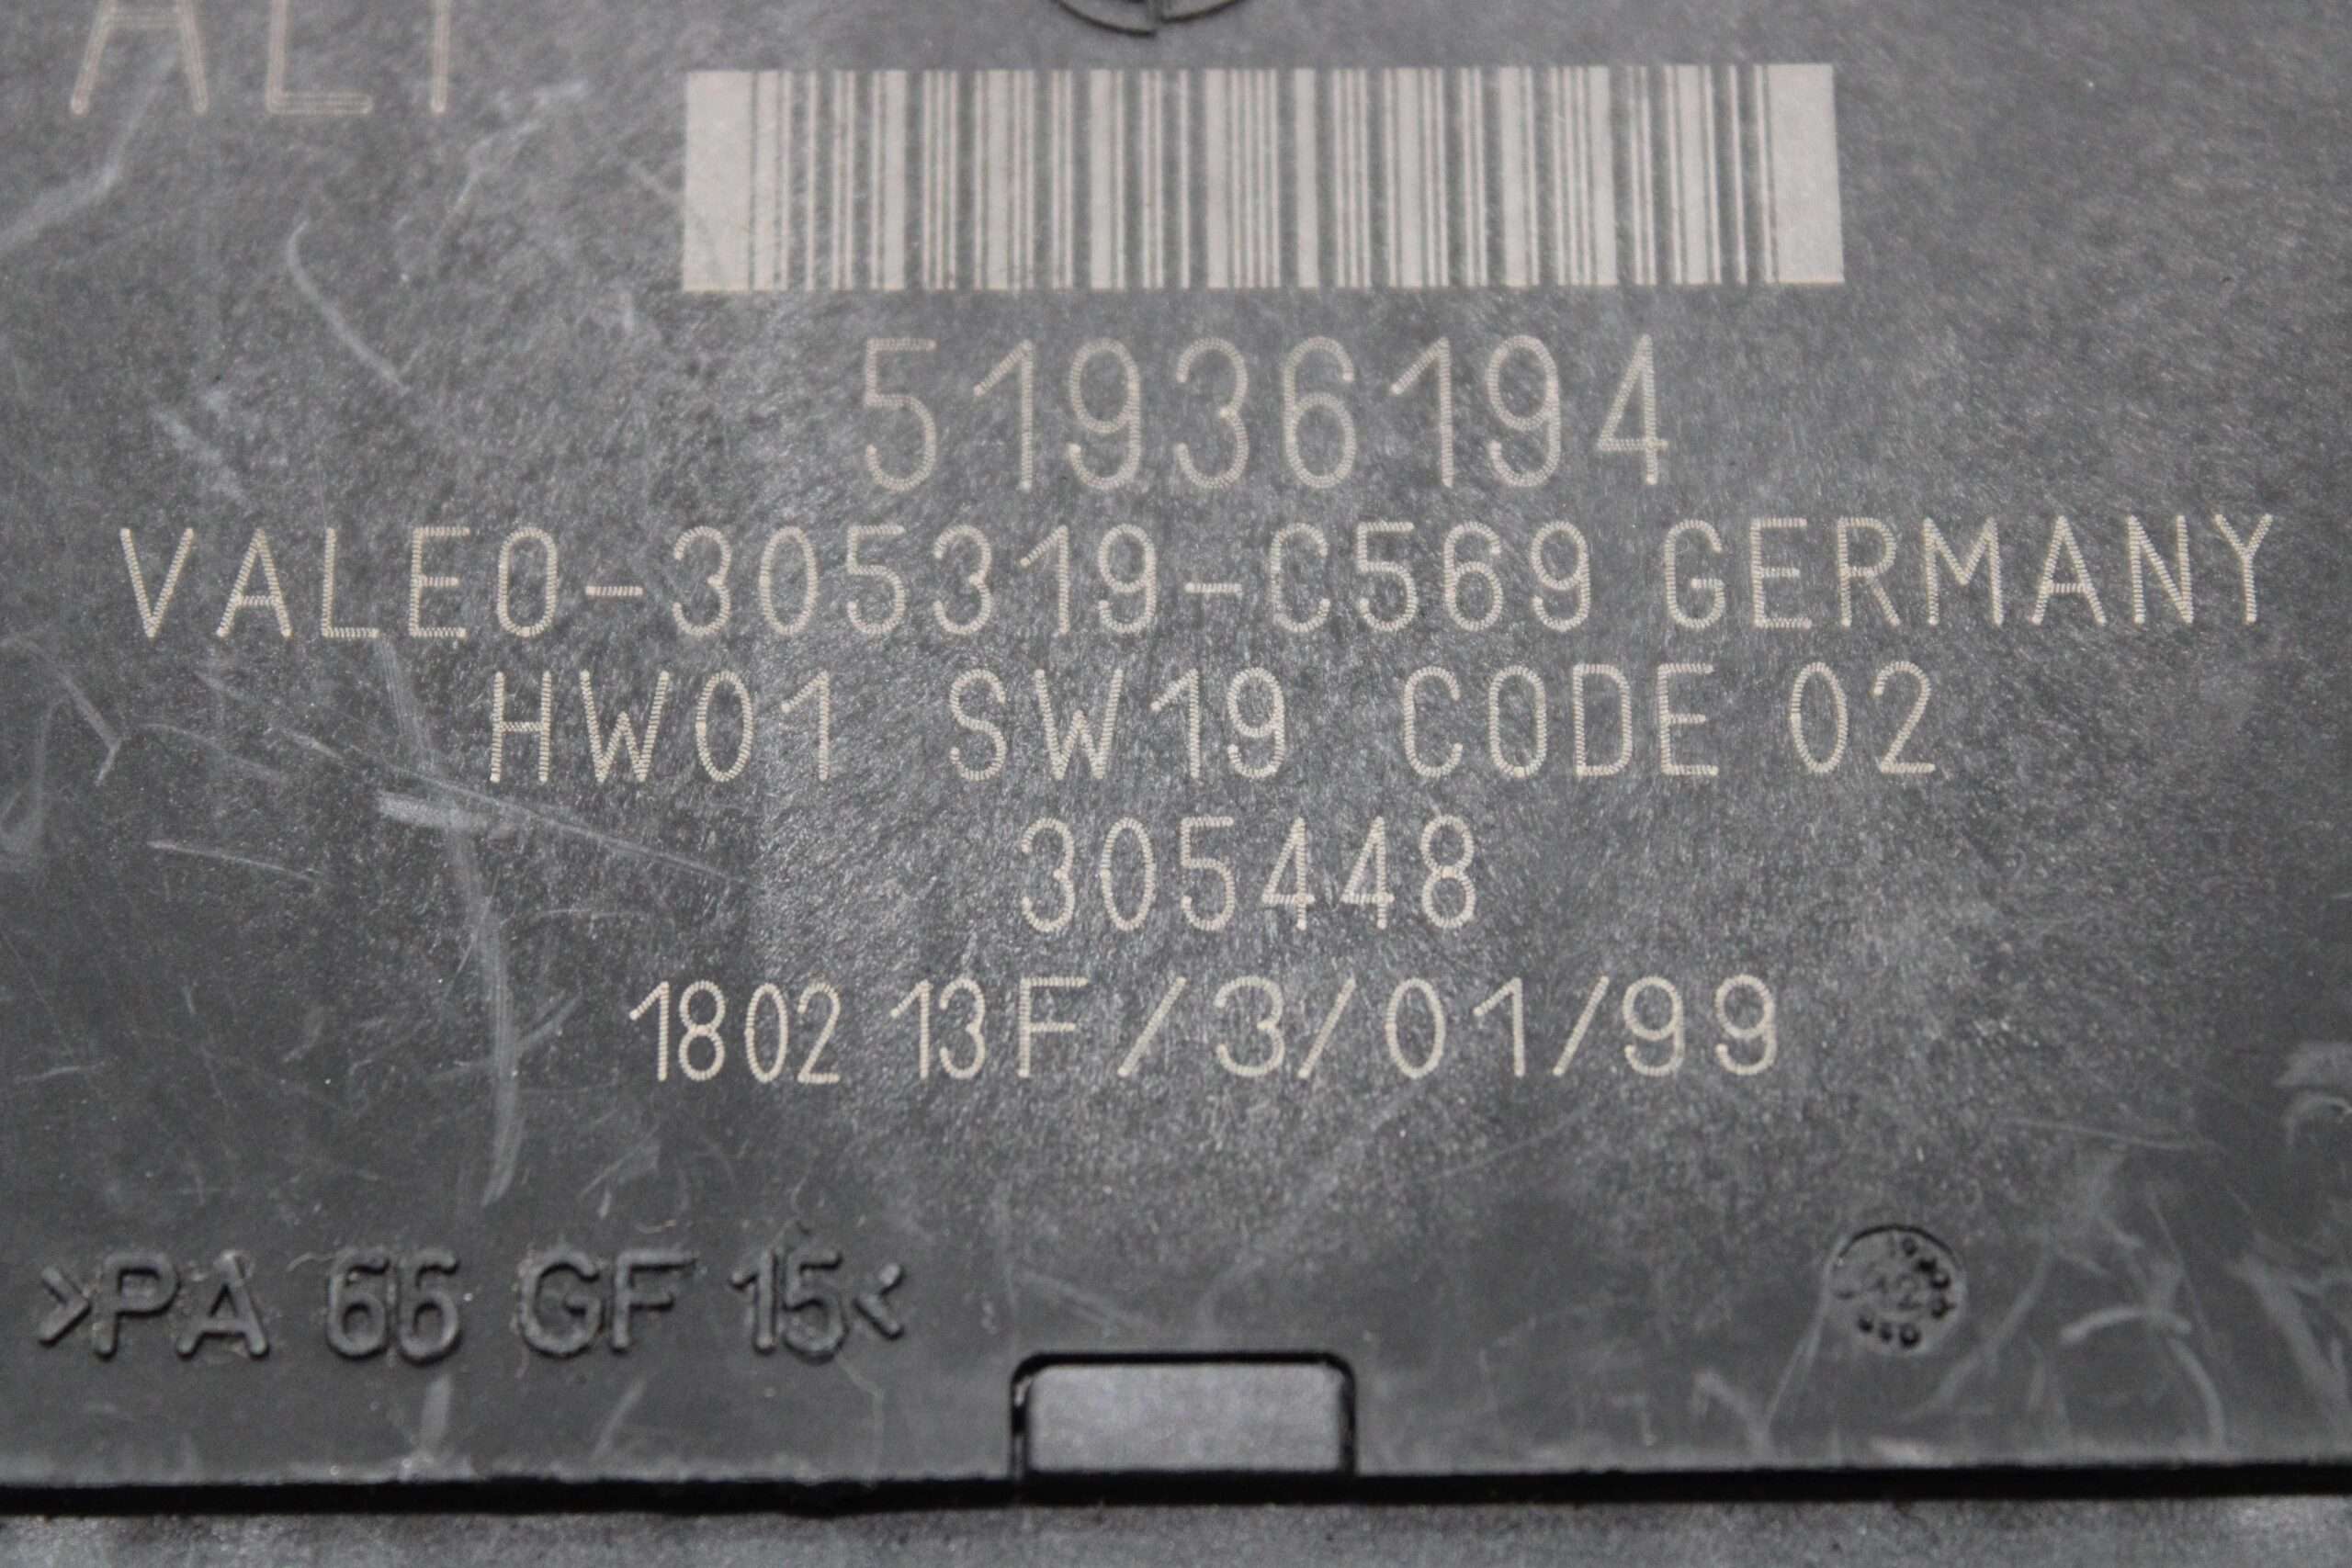 51936194
VALEO-305319-C569 GERMANY
HW01 SW19 CODE 02
305448
1802 13F/3/01/99
>PA 66 GF 15<